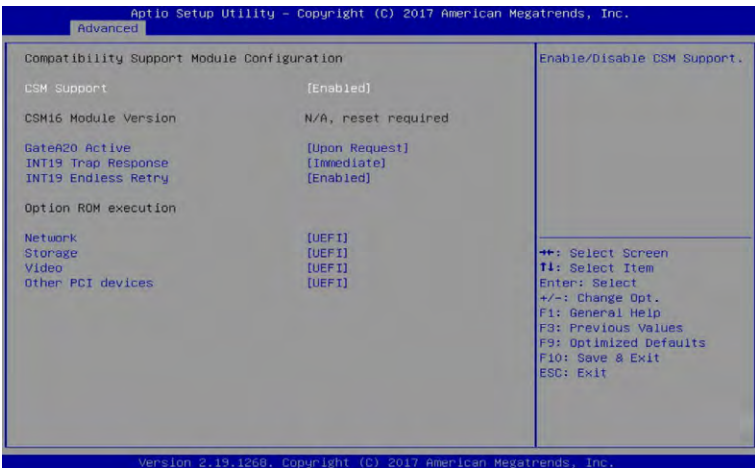 Aptio Setup Utility – Copyright (C) 2017 American Megatrends, Inc.
Advanced
Compatibility Support Module Configuration
CSM Support [Enabled]
CSM16 Module Version N/A, reset required
GateA20 Active [Upon Request]
INT19 Trap Response [Immediate]
INT19 Endless Retry [Enabled]
Option ROM execution
Network [UEFI]
Storage [UEFI]
Video [UEFI]
Other PCI devices [UEFI]
Enable/Disable CSM Support.
→←: Select Screen
↑↓: Select Item
Enter: Select
+/-: Change Opt.
F1: General Help
F3: Previous Values
F9: Optimized Defaults
F10: Save & Exit
ESC: Exit
Version 2.19.1268. Copyright (C) 2017 American Megatrends, Inc.